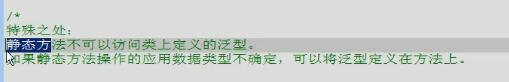 /*
特殊之处:
静态方法不可以访问类上定义的泛型。
如果静态方法操作的应用数据类型不确定,可以将泛型定义在方法上。